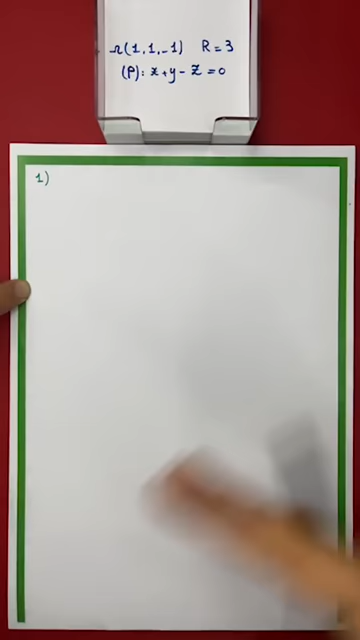 Ω(1,1,-1) R=3
(P): x+y-z=0
1)